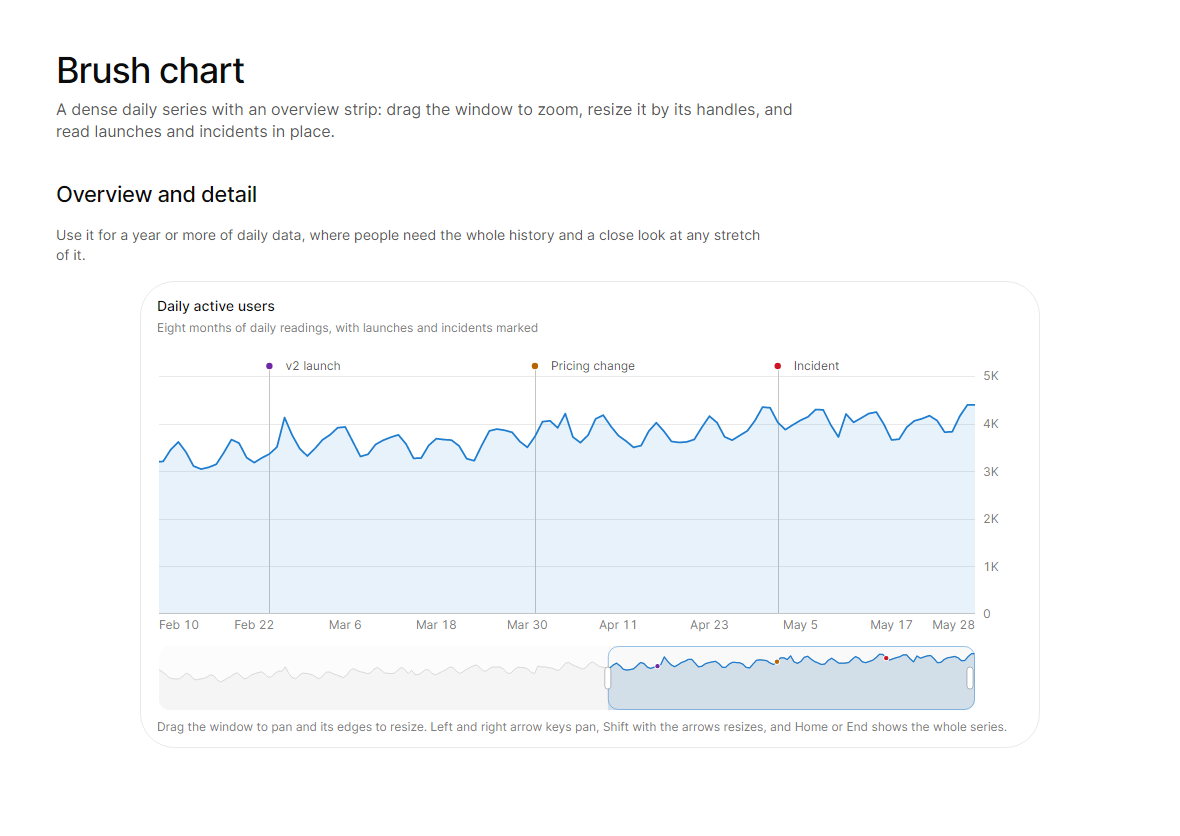 Brush chart
A dense daily series with an overview strip: drag the window to zoom, resize it by its handles, and
read launches and incidents in place.
Overview and detail
Use it for a year or more of daily data, where people need the whole history and a close look at any stretch
of it.
Daily active users
Eight months of daily readings, with launches and incidents marked
v2 launch Pricing change Incident
5K
4K
3K
2K
1K
0
Feb 10 Feb 22 Mar 6 Mar 18 Mar 30 Apr 11 Apr 23 May 5 May 17 May 28
Drag the window to pan and its edges to resize. Left and right arrow keys pan, Shift with the arrows resizes, and Home or End shows the whole series.